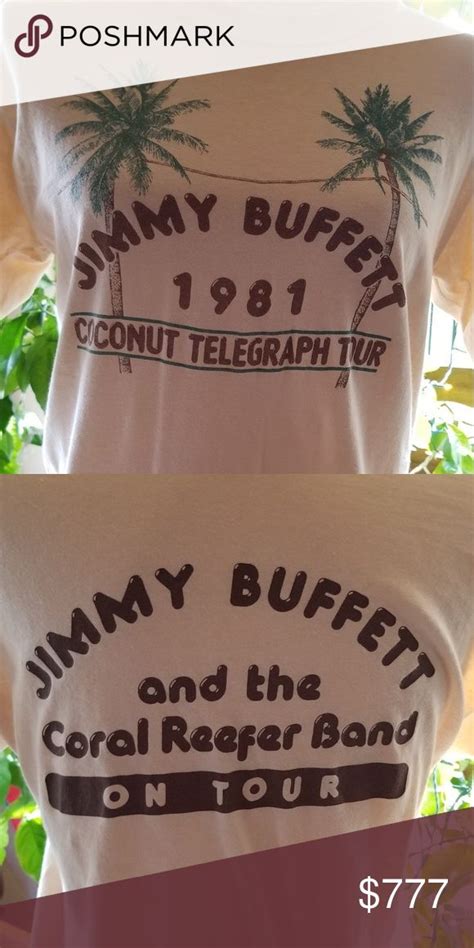 POSHMARK
JIMMY BUFFETT
1981
COCONUT TELEGRAPH TOUR
JIMMY BUFFETT
and the
Coral Reefer Band
ON TOUR
$777